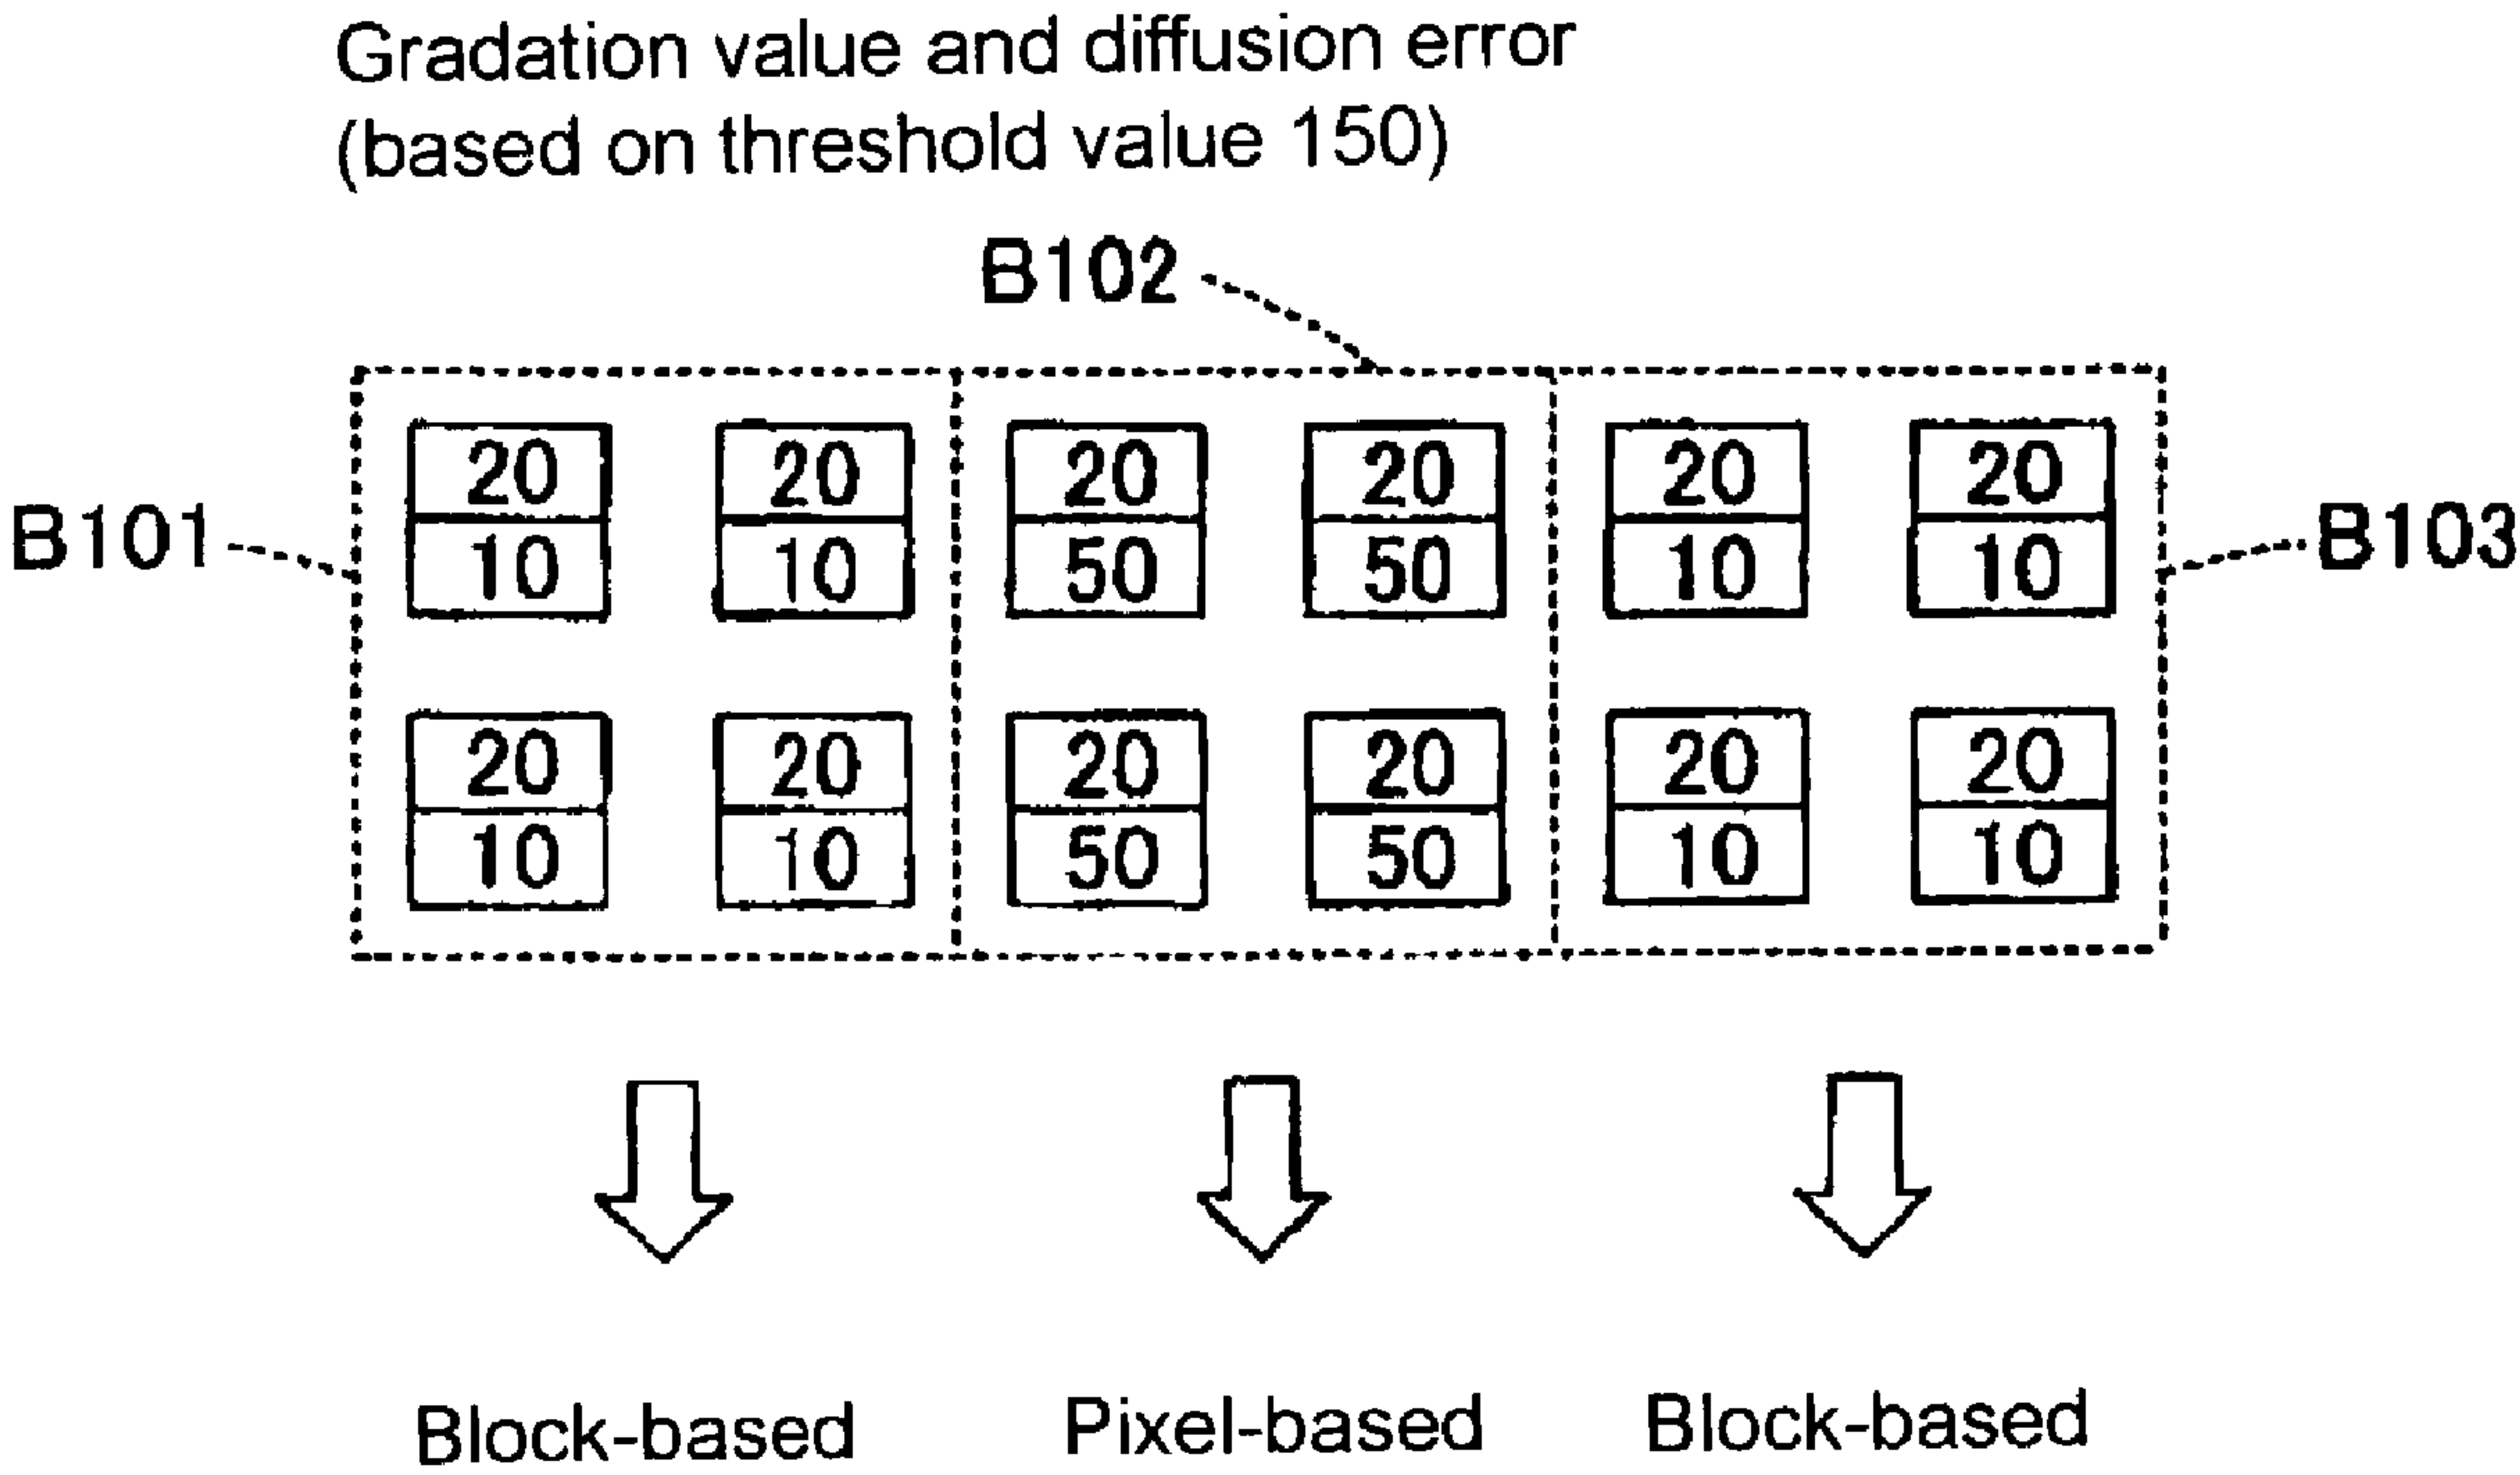 Gradation value and diffusion error
(based on threshold value 150)
B102
20 20 20 20 20 20
B101 B103
10 10 50 50 10 10
20 20 20 20 20 20
10 10 50 50 10 10
Block-based Pixel-based Block-based